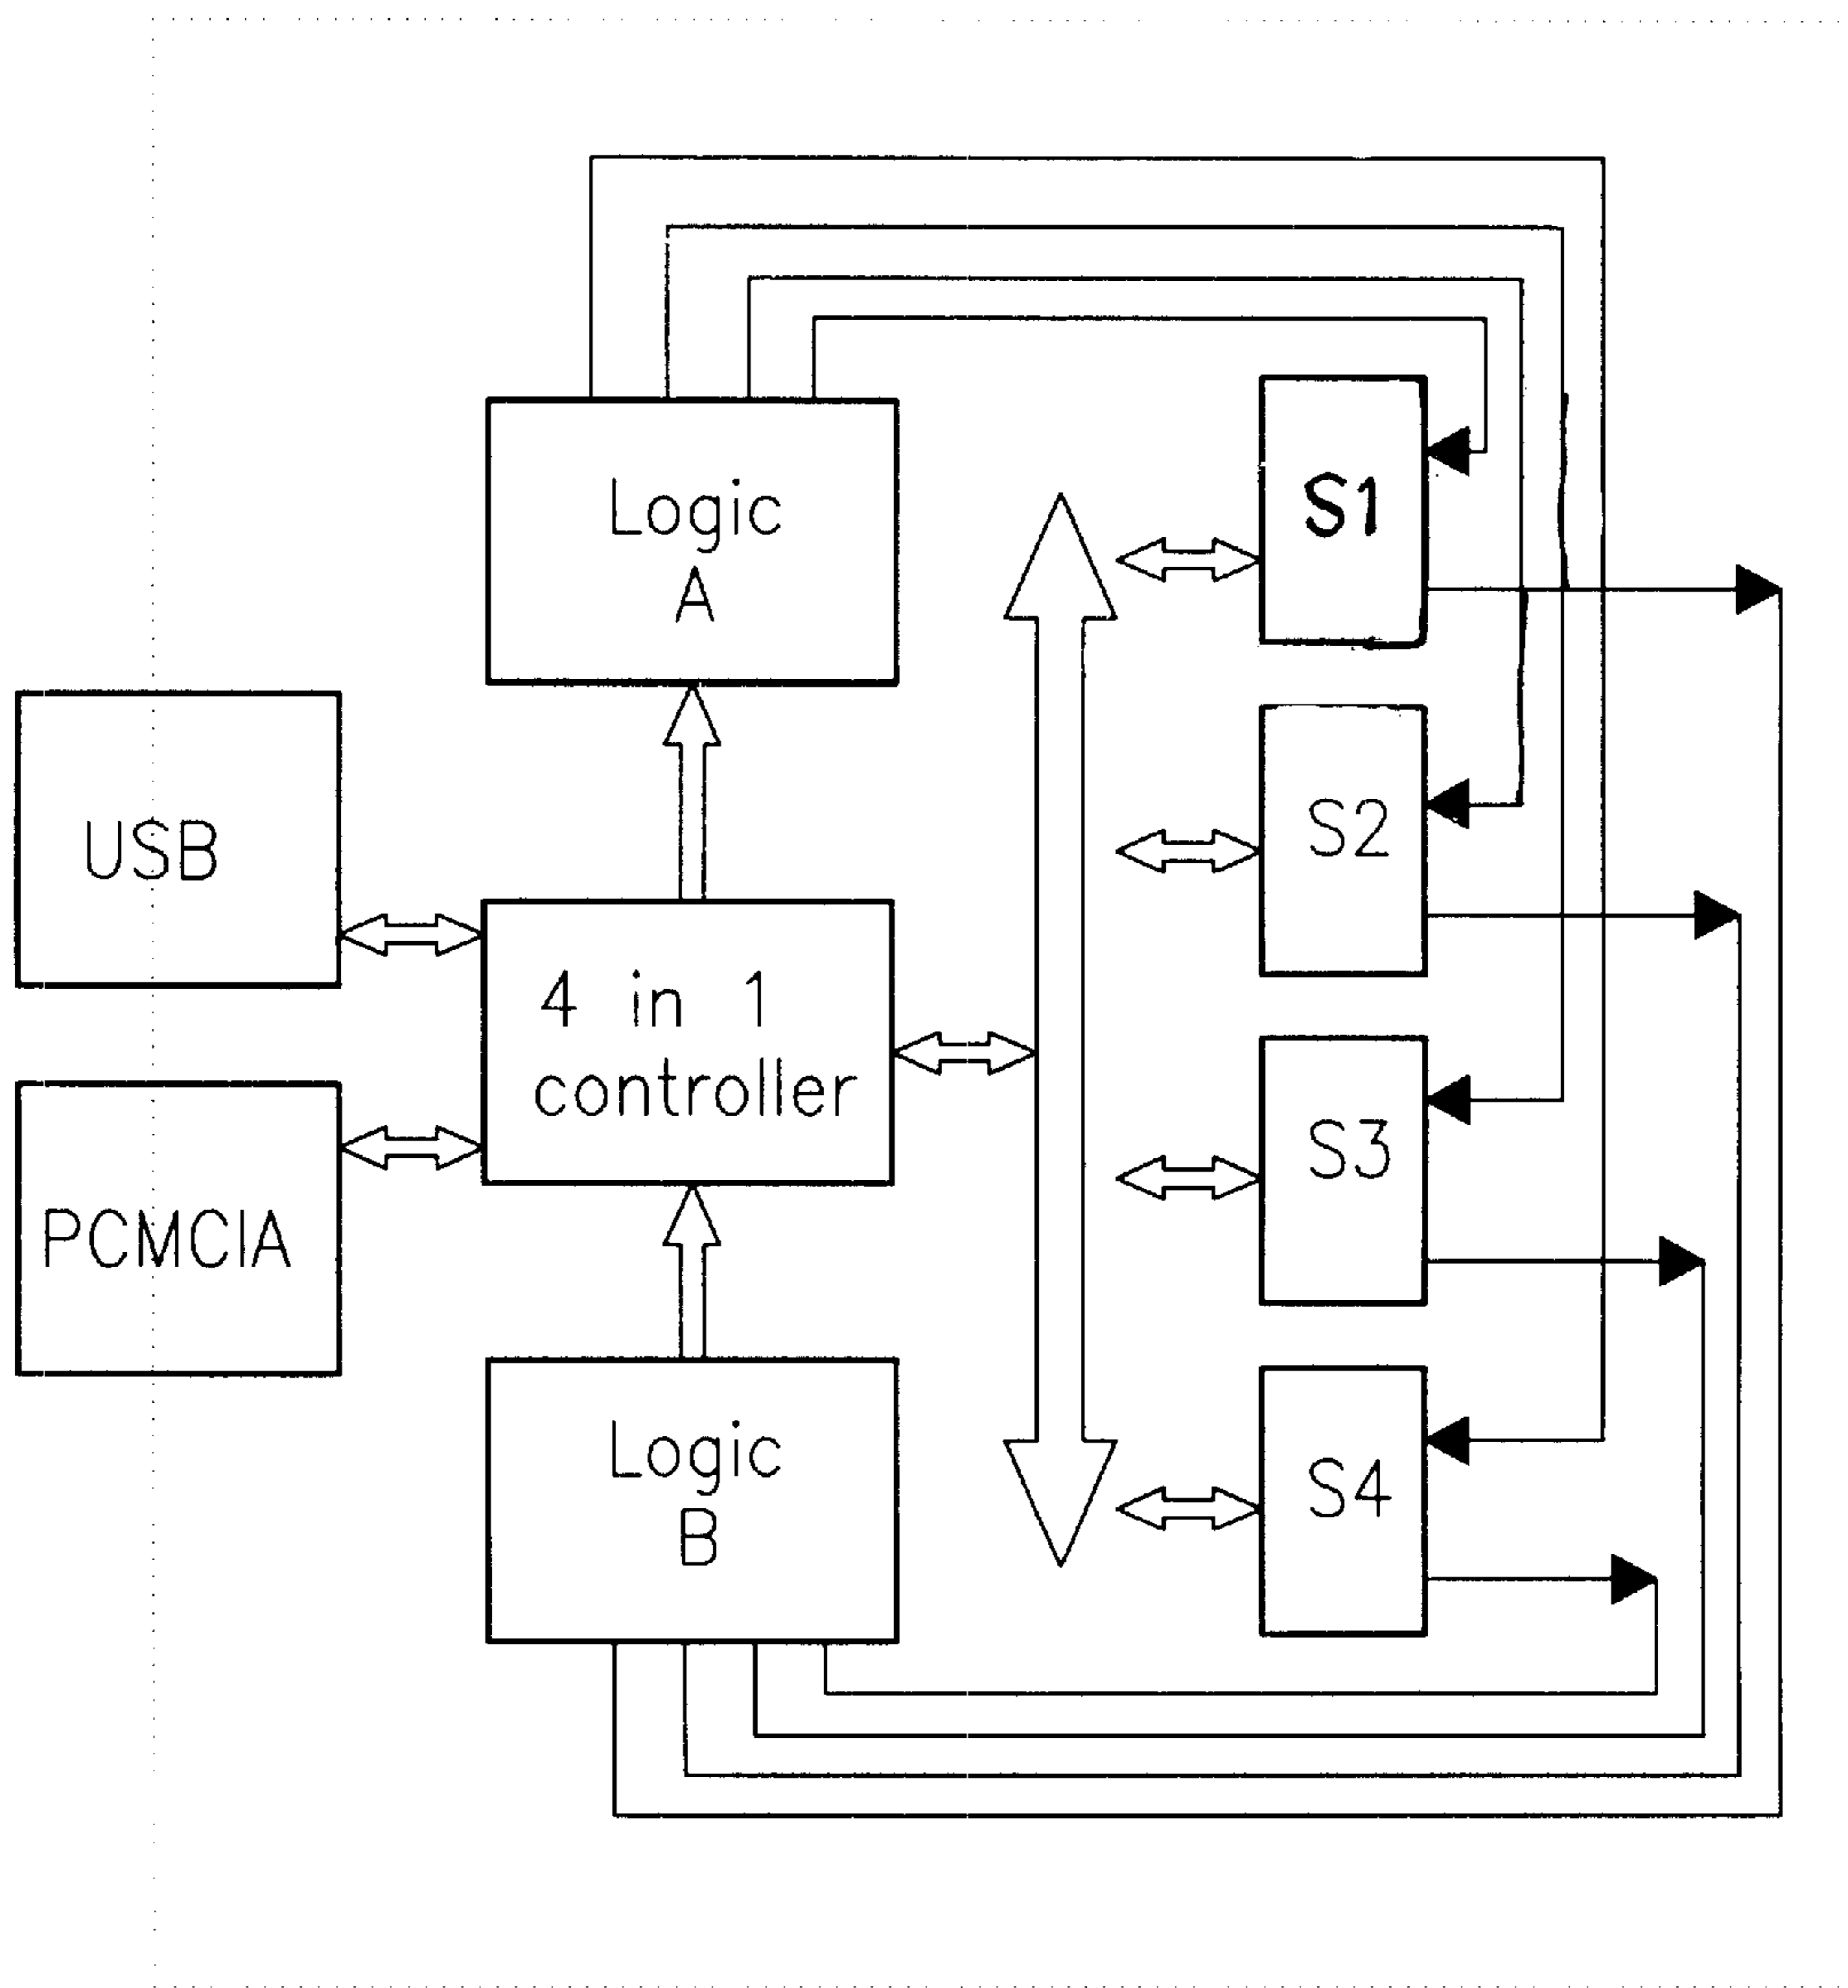 Logic
A
S1
USB
S2
4 in 1
controller
S3
PCMCIA
Logic
B
S4